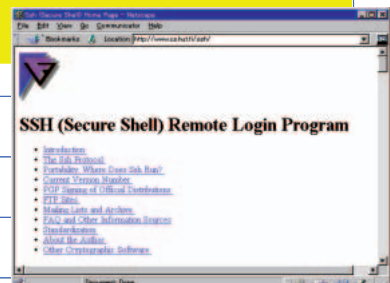 Ssh (Secure Shell) Home Page - Netscape
File Edit View Go Communicator Help
Bookmarks Location: http://www.cs.hut.fi/ssh/
SSH (Secure Shell) Remote Login Program
Introduction
The Ssh Protocol
Portability: Where Does Ssh Run?
Current Version Number
PGP Signing of Official Distributions
FTP Sites
Mailing Lists and Archive
FAQ and Other Information Sources
Standardization
About the Author
Other Cryptographic Software
Document: Done